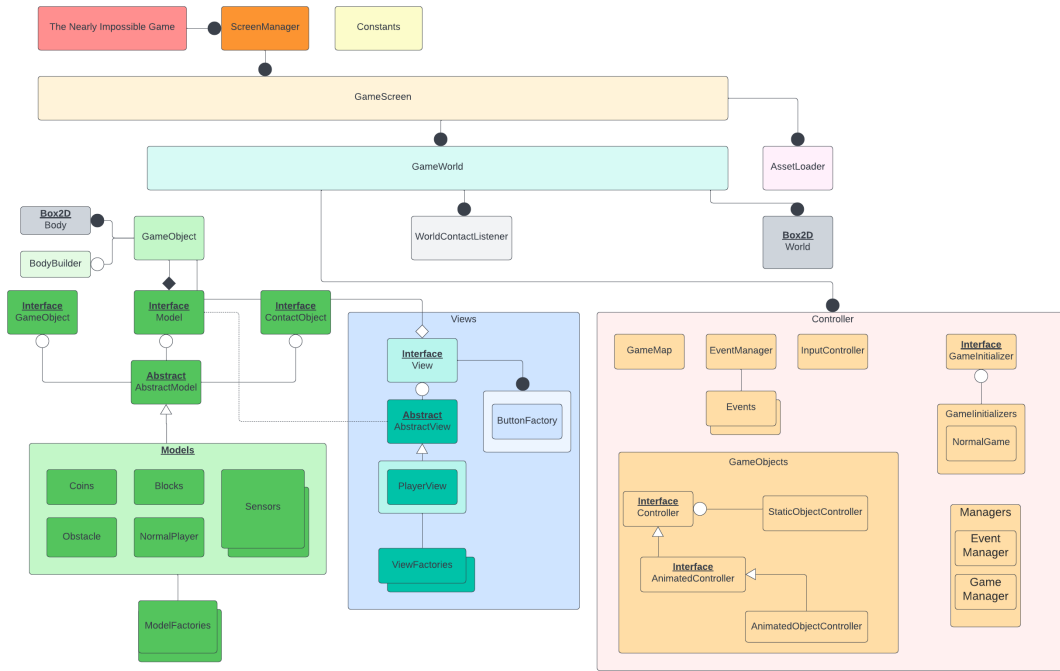 The Nearly Impossible Game
ScreenManager
Constants
GameScreen
GameWorld
AssetLoader
Box2D
Body
GameObject
WorldContactListener
Box2D
World
BodyBuilder
Interface
GameObject
Interface
Model
Interface
ContactObject
Views
Controller
Interface
View
GameMap
EventManager
InputController
Interface
GameInitializer
Abstract
AbstractModel
Abstract
AbstractView
ButtonFactory
Events
GameIinitializers
NormalGame
Models
Coins
Blocks
Sensors
Obstacle
NormalPlayer
PlayerView
GameObjects
Interface
Controller
StaticObjectController
Managers
Event
Manager
Game
Manager
ViewFactories
Interface
AnimatedController
ModelFactories
AnimatedObjectController